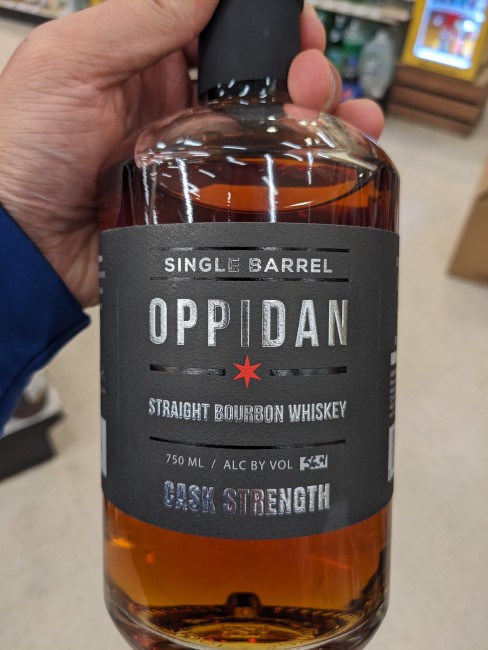 SINGLE BARREL
OPPIDAN
STRAIGHT BOURBON WHISKEY
750 ML / ALC BY VOL
CASK STRENGTH